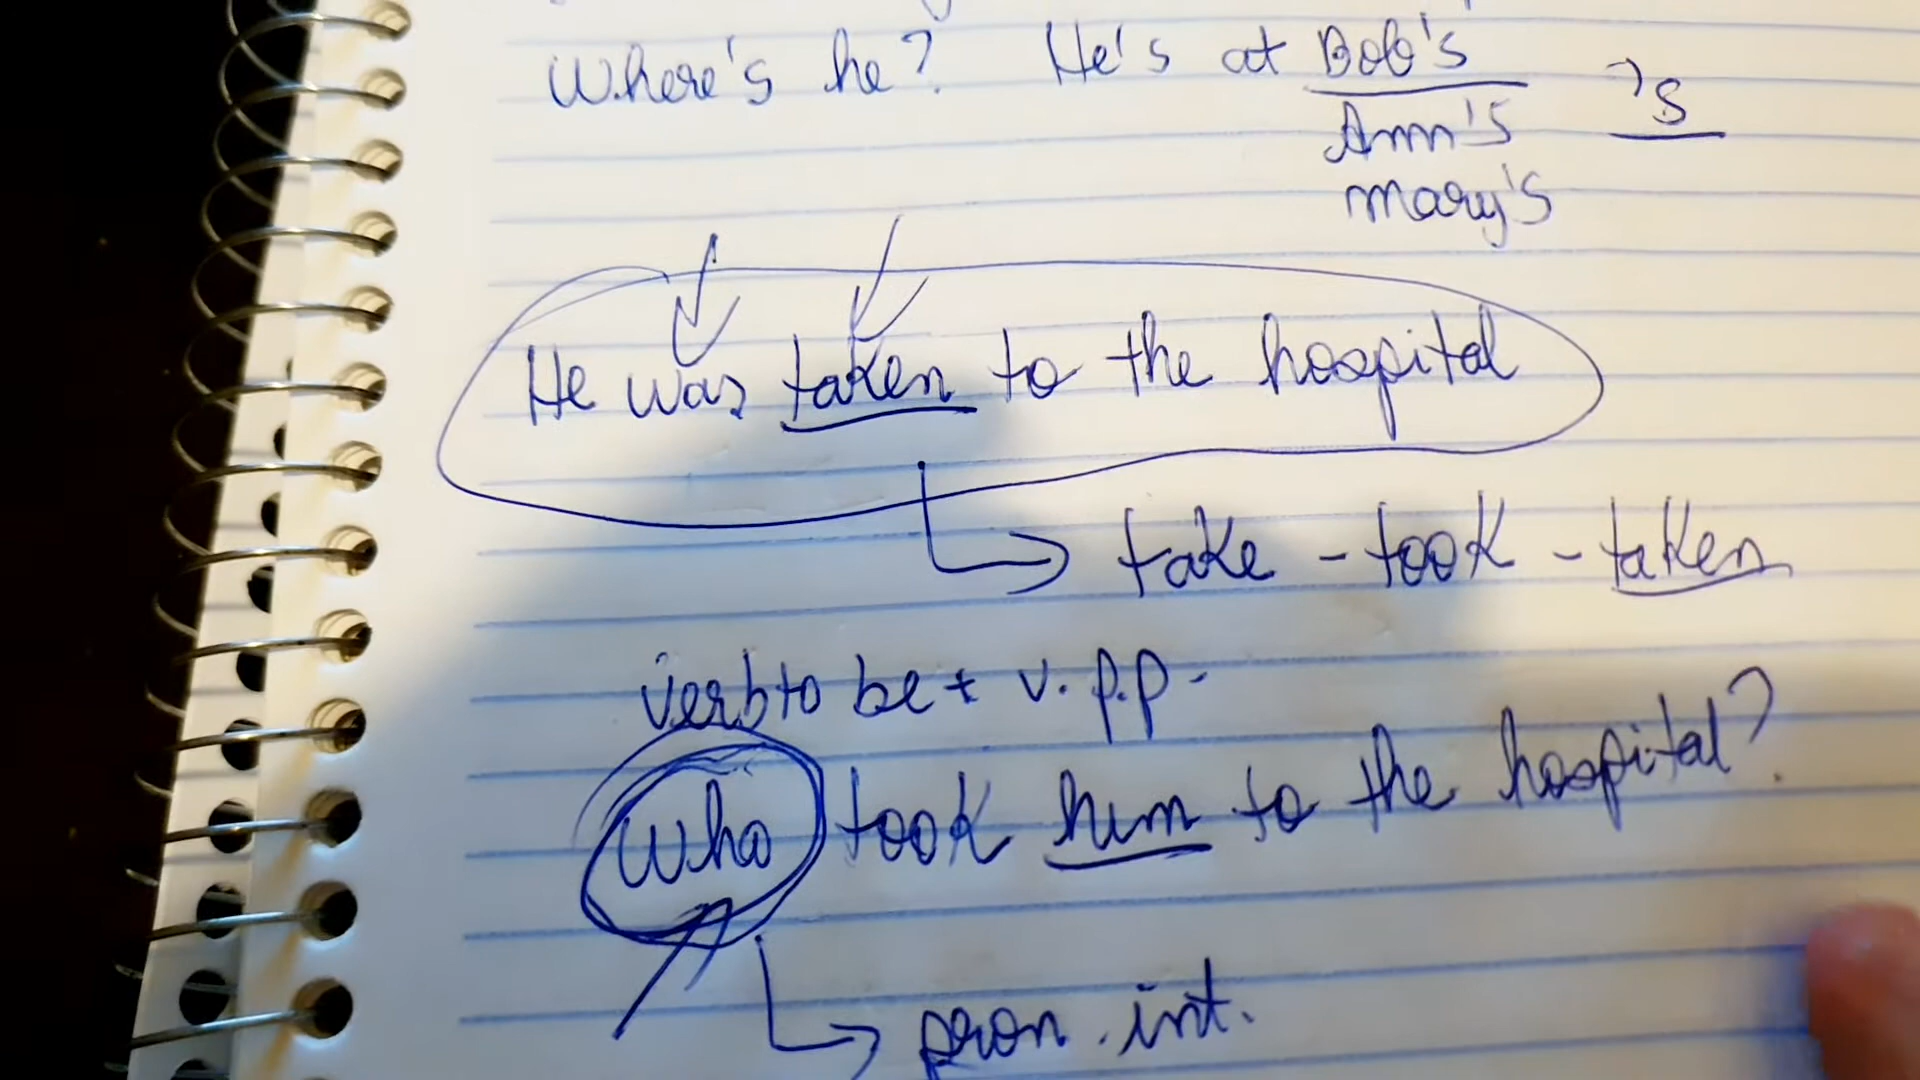 Where's he? He's at Bob's 's
Ann's
Mary's
He was taken to the hospital
take - took - taken
verb to be + v. p.p.
Who took him to the hospital?
pron. int.